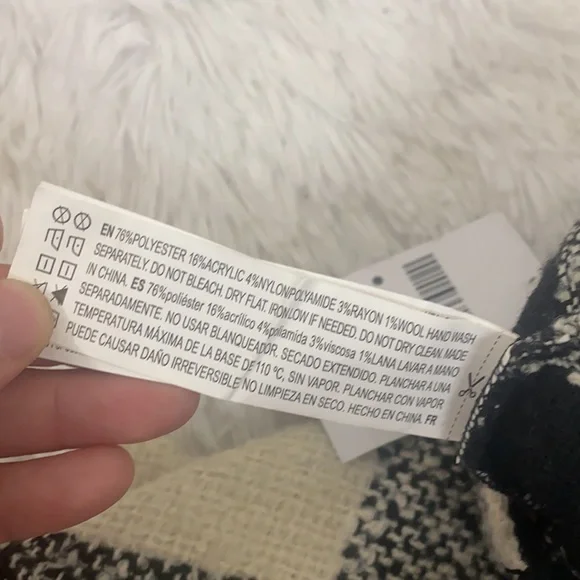 EN 76%POLYESTER 16%ACRYLIC 4%NYLON/POLYAMIDE 3%RAYON 1%WOOL HAND WASH
SEPARATELY. DO NOT BLEACH. DRY FLAT. IRON LOW IF NEEDED. DO NOT DRY CLEAN. MADE
IN CHINA. ES 76%poliéster 16%acrílico 4%pliamida 3%viscosa 1%LANA LAVAR A MANO
SEPARADAMENTE. NO USAR BLANQUEADOR. SECADO EXTENDIDO. PLANCHAR A UNA
TEMPERATURA MÁXIMA DE LA BASE DE 110 ºC, SIN VAPOR. PLANCHAR CON VAPOR
PUEDE CAUSAR DAÑO IRREVERSIBLE NO LIMPIEZA EN SECO. HECHO EN CHINA. FR